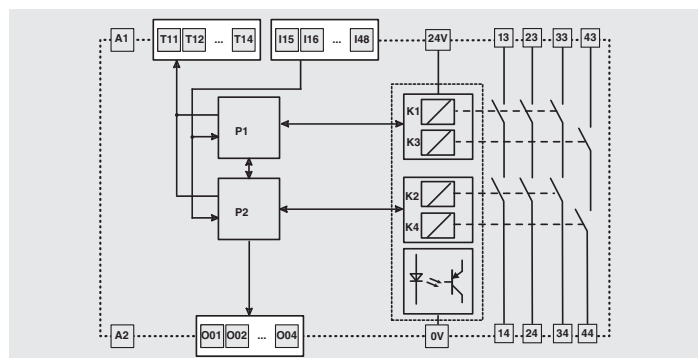 A1 T11 T12 ... T14 I15 I16 ... I48 24V 13 23 33 43
K1
P1
K3
K2
P2
K4
A2 O01 O02 ... O04 0V 14 24 34 44